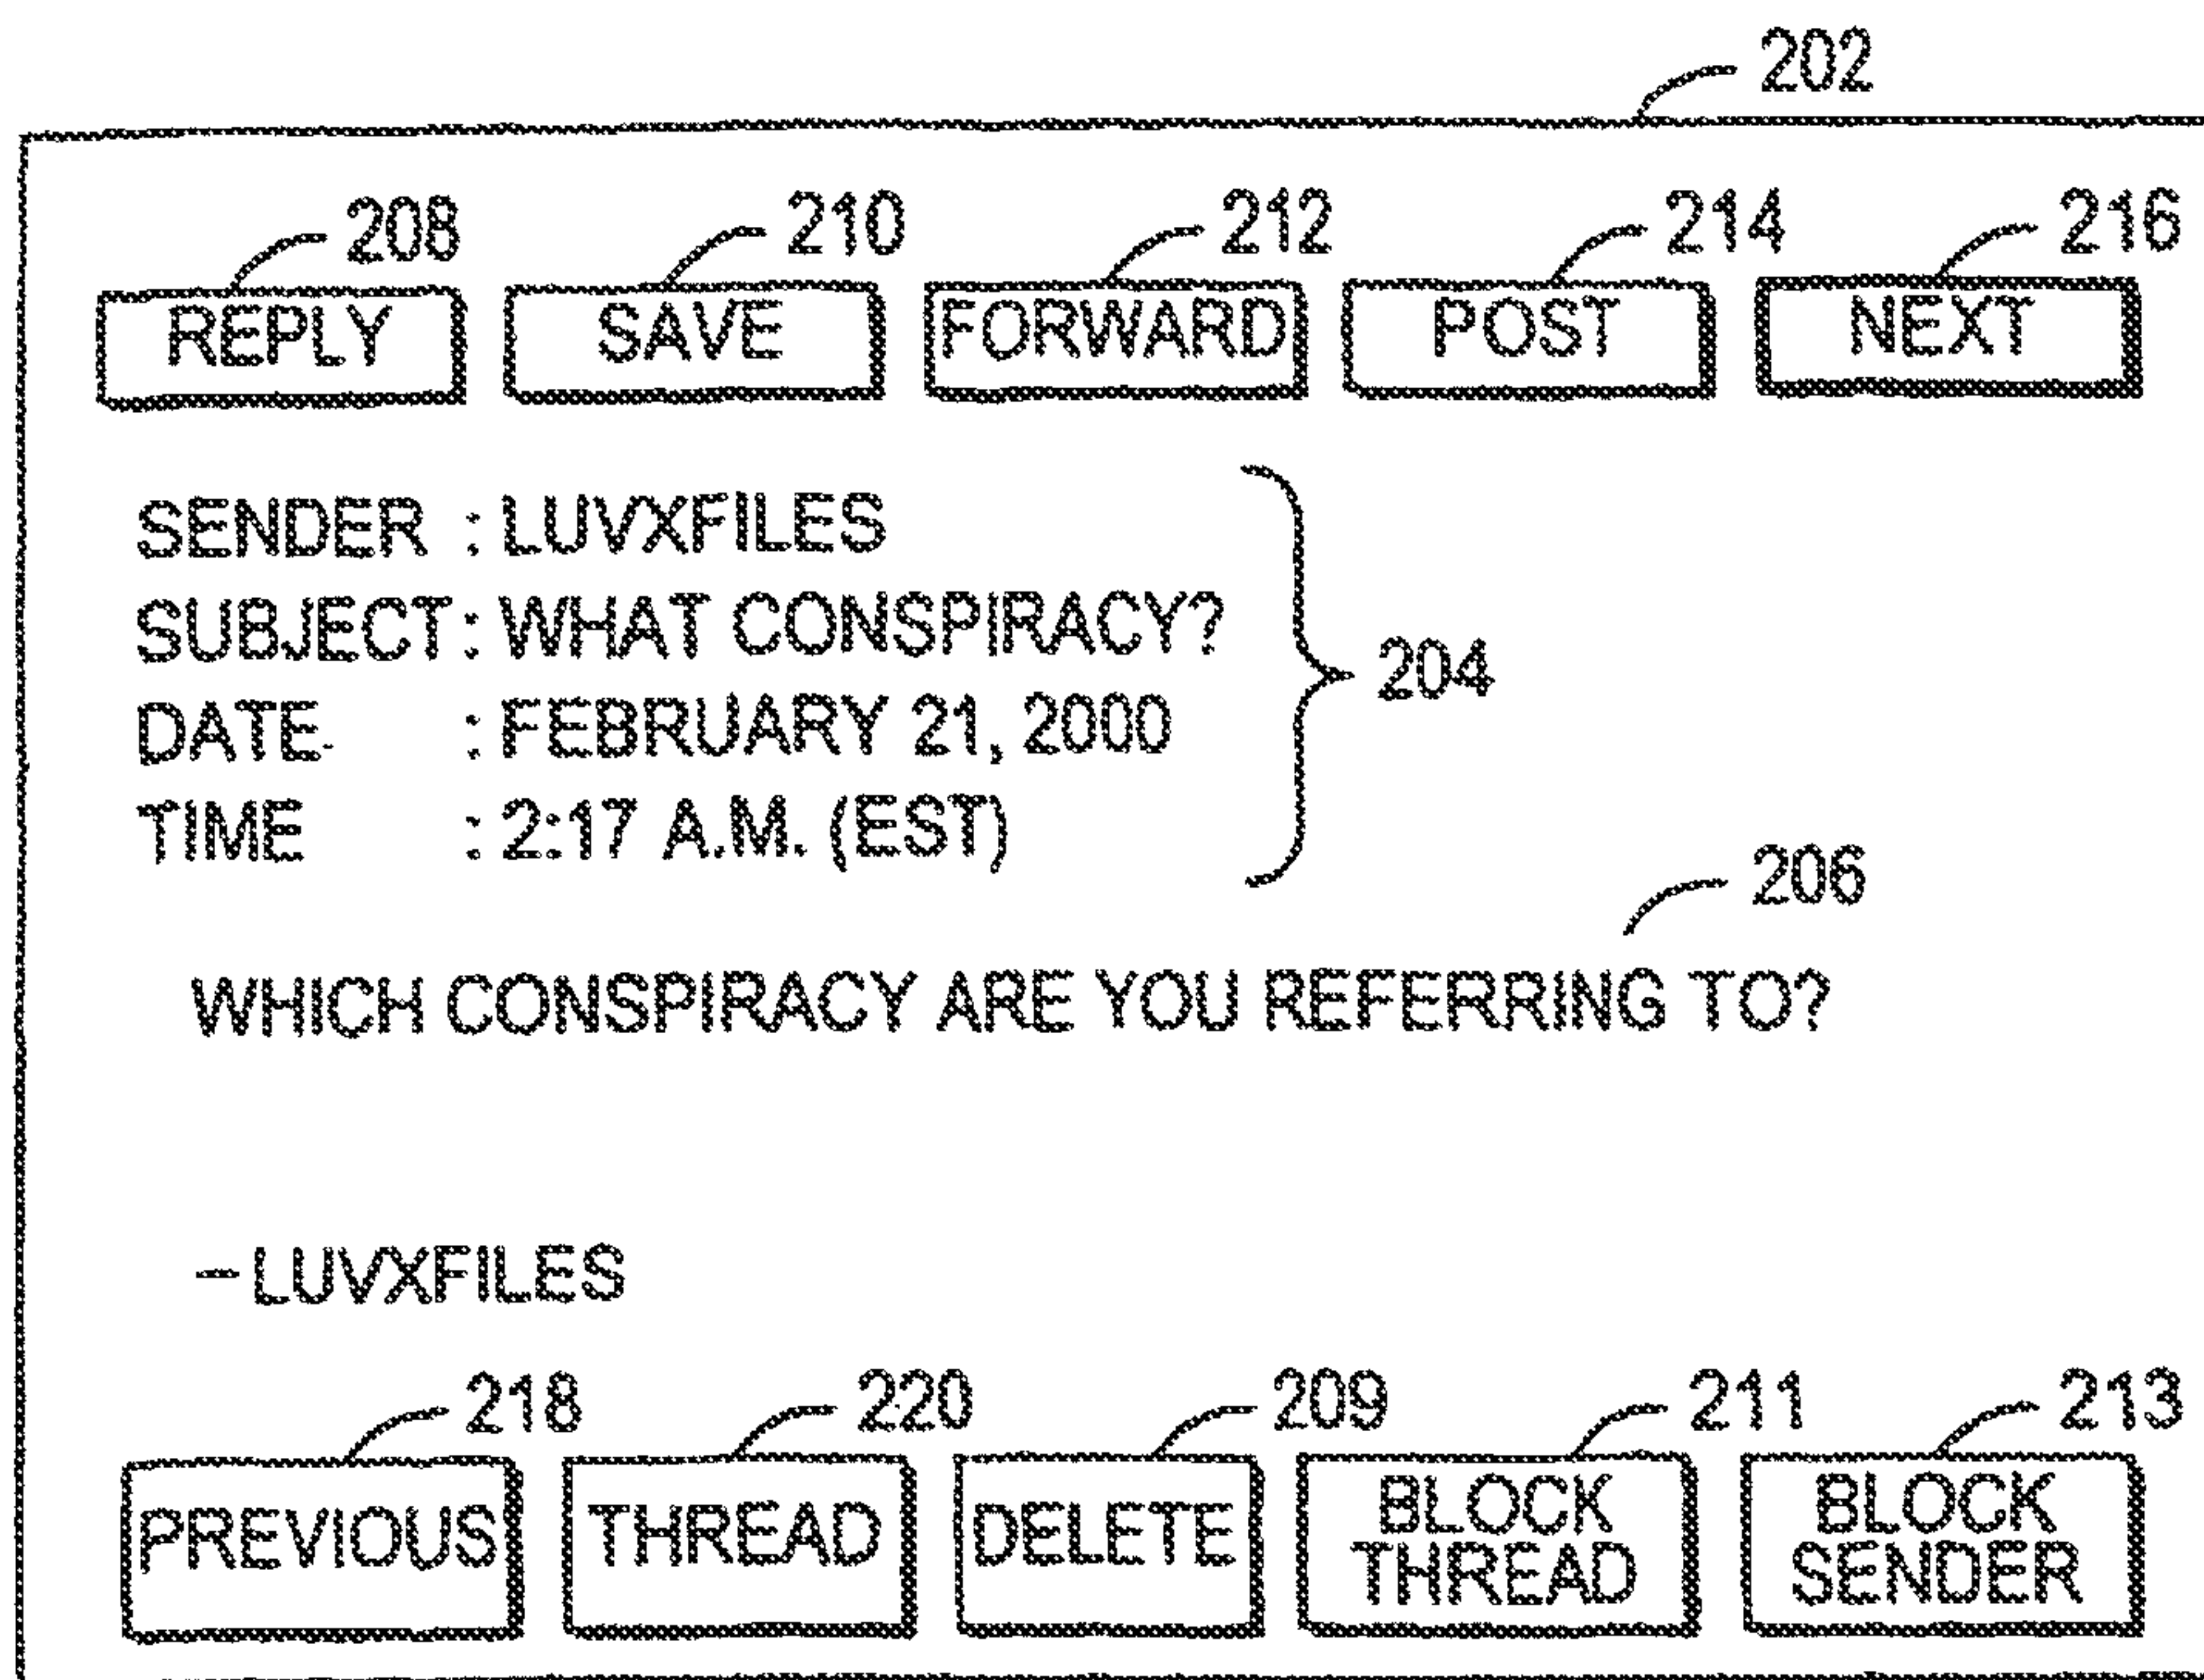 202
208 210 212 214 216
REPLY SAVE FORWARD POST NEXT
SENDER : LUVXFILES
SUBJECT : WHAT CONSPIRACY?
DATE : FEBRUARY 21, 2000
TIME : 2:17 A.M. (EST)
204
206
WHICH CONSPIRACY ARE YOU REFERRING TO?
– LUVXFILES
218 220 209 211 213
PREVIOUS THREAD DELETE BLOCK THREAD BLOCK SENDER